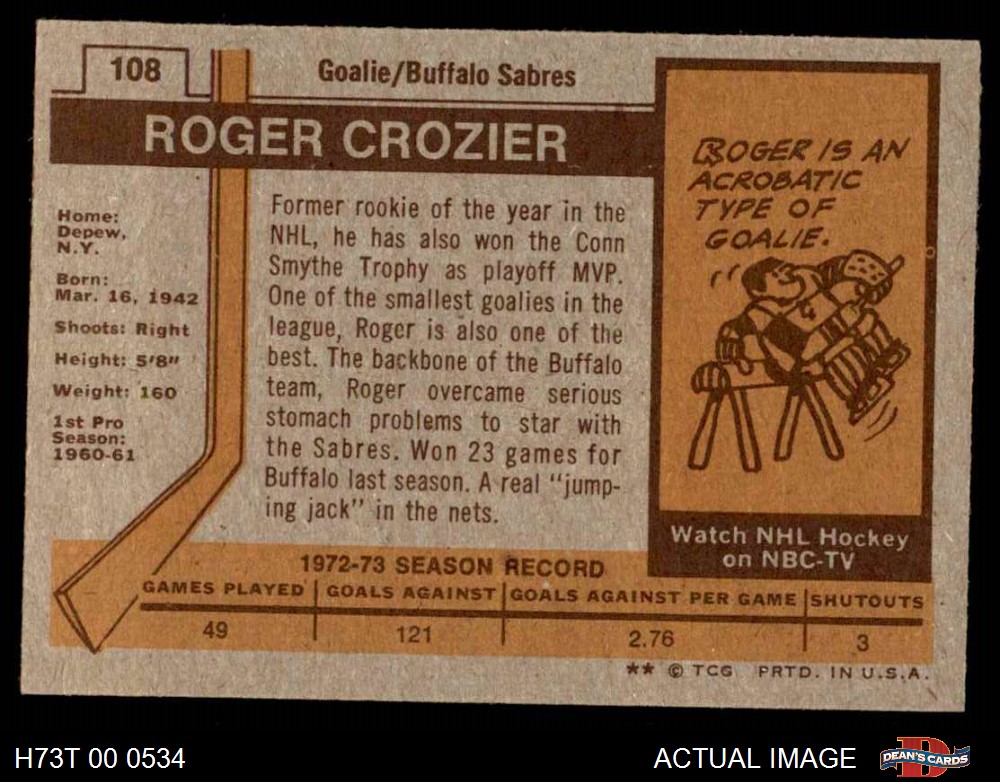 108
Goalie/Buffalo Sabres
ROGER CROZIER
Home:
Depew,
N.Y.
Born:
Mar. 16, 1942
Shoots: Right
Height: 5'8"
Weight: 160
1st Pro
Season:
1960-61
Former rookie of the year in the
NHL, he has also won the Conn
Smythe Trophy as playoff MVP.
One of the smallest goalies in the
league, Roger is also one of the
best. The backbone of the Buffalo
team, Roger overcame serious
stomach problems to star with
the Sabres. Won 23 games for
Buffalo last season. A real "jump-
ing jack" in the nets.
ROGER IS AN
ACROBATIC
TYPE OF
GOALIE.
4
Watch NHL Hockey
on NBC-TV
1972-73 SEASON RECORD
GAMES PLAYED GOALS AGAINST GOALS AGAINST PER GAME SHUTOUTS
49 121 2.76 3
** © TCG PRTD. IN U.S.A.
H73T 00 0534
ACTUAL IMAGE
DEAN'S CARDS